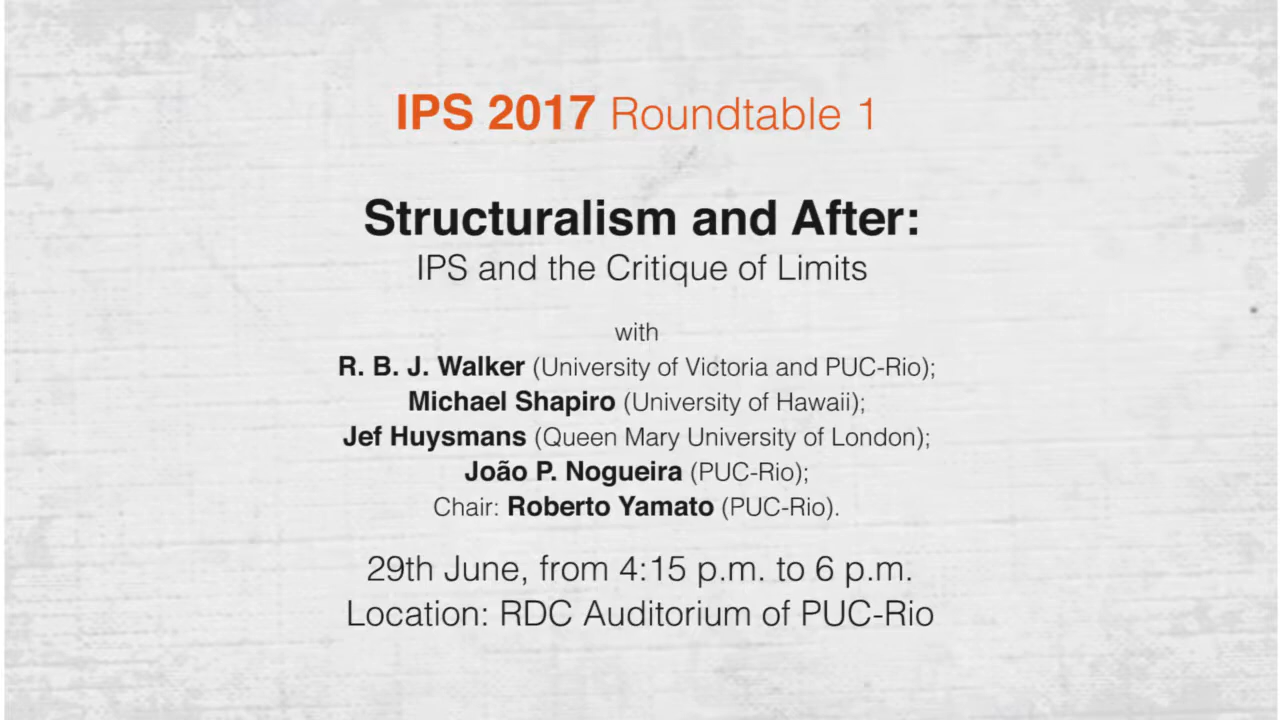 IPS 2017 Roundtable 1
Structuralism and After:
IPS and the Critique of Limits
with
R. B. J. Walker (University of Victoria and PUC-Rio);
Michael Shapiro (University of Hawaii);
Jef Huysmans (Queen Mary University of London);
João P. Nogueira (PUC-Rio);
Chair: Roberto Yamato (PUC-Rio).
29th June, from 4:15 p.m. to 6 p.m.
Location: RDC Auditorium of PUC-Rio